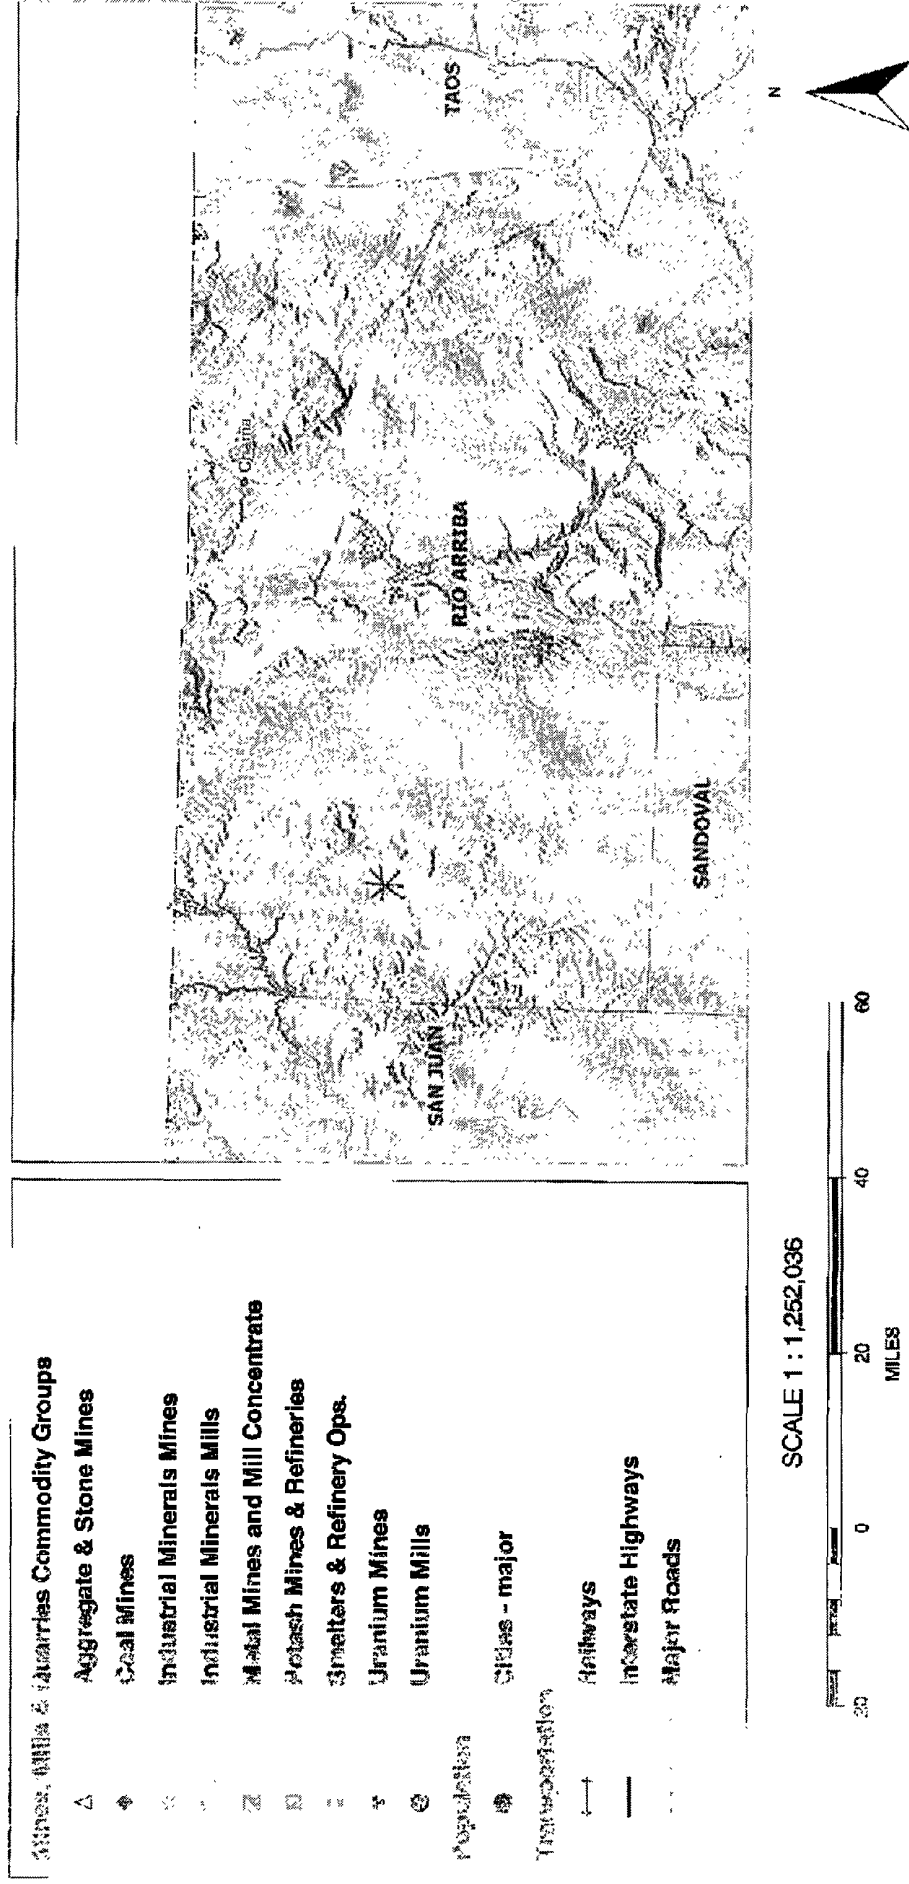 Mines, Mills & Quarries Commodity Groups
Aggregate & Stone Mines
Coal Mines
Industrial Minerals Mines
Industrial Minerals Mills
Metal Mines and Mill Concentrate
Potash Mines & Refineries
Smelters & Refinery Ops.
Uranium Mines
Uranium Mills
Population
Cities - major
Transportation
Railways
Interstate Highways
Major Roads
Chama
TAOS
RIO ARRIBA
SAN JUAN
SANDOVAL
N
SCALE 1 : 1,252,036
20 0 20 40 60
MILES